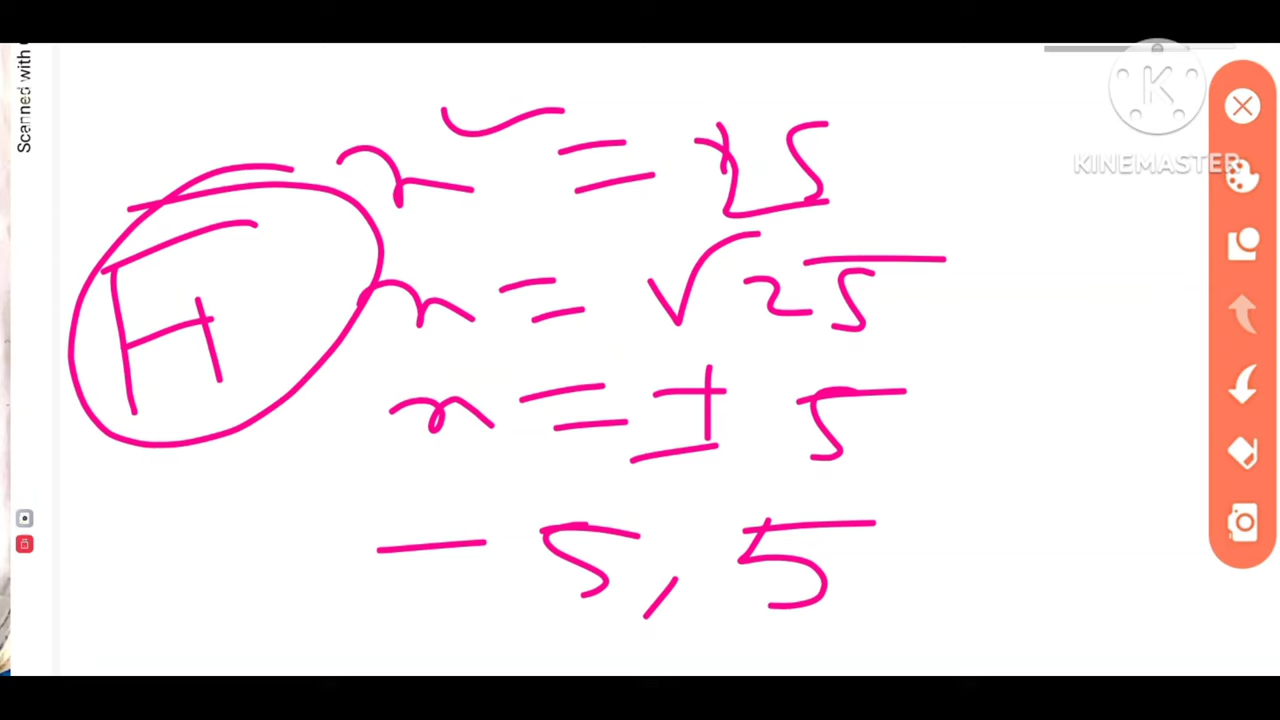 Scanned with
KINEMASTER
x² = 25
x = √25
x = ± 5
- 5, 5